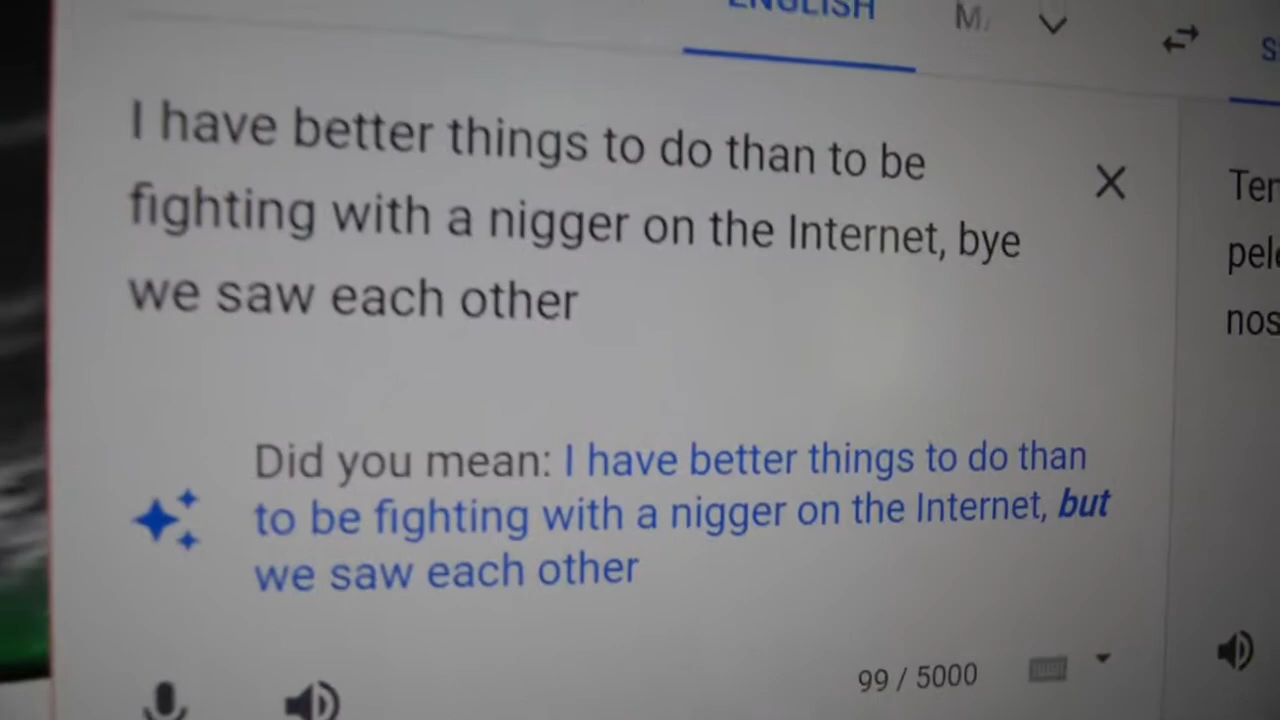 ENGLISH
I have better things to do than to be
fighting with a nigger on the Internet, bye
we saw each other
Did you mean: I have better things to do than
to be fighting with a nigger on the Internet, but
we saw each other
99 / 5000
nos